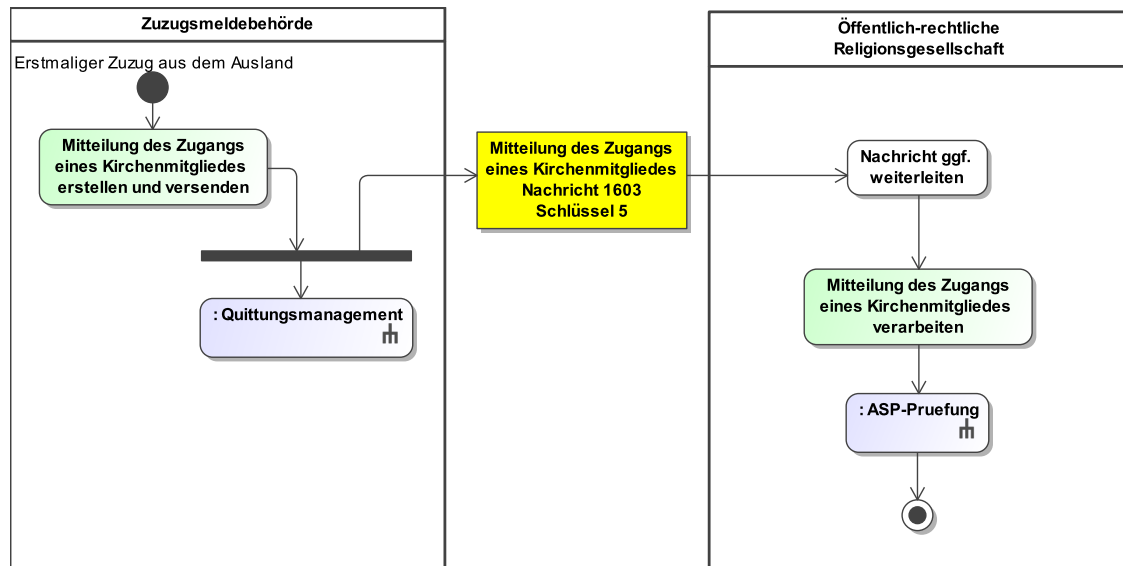 Zuzugsmeldebehörde
Erstmaliger Zuzug aus dem Ausland
Mitteilung des Zugangs
eines Kirchenmitgliedes
erstellen und versenden
: Quittungsmanagement
Mitteilung des Zugangs
eines Kirchenmitgliedes
Nachricht 1603
Schlüssel 5
Öffentlich-rechtliche
Religionsgesellschaft
Nachricht ggf.
weiterleiten
Mitteilung des Zugangs
eines Kirchenmitgliedes
verarbeiten
: ASP-Pruefung